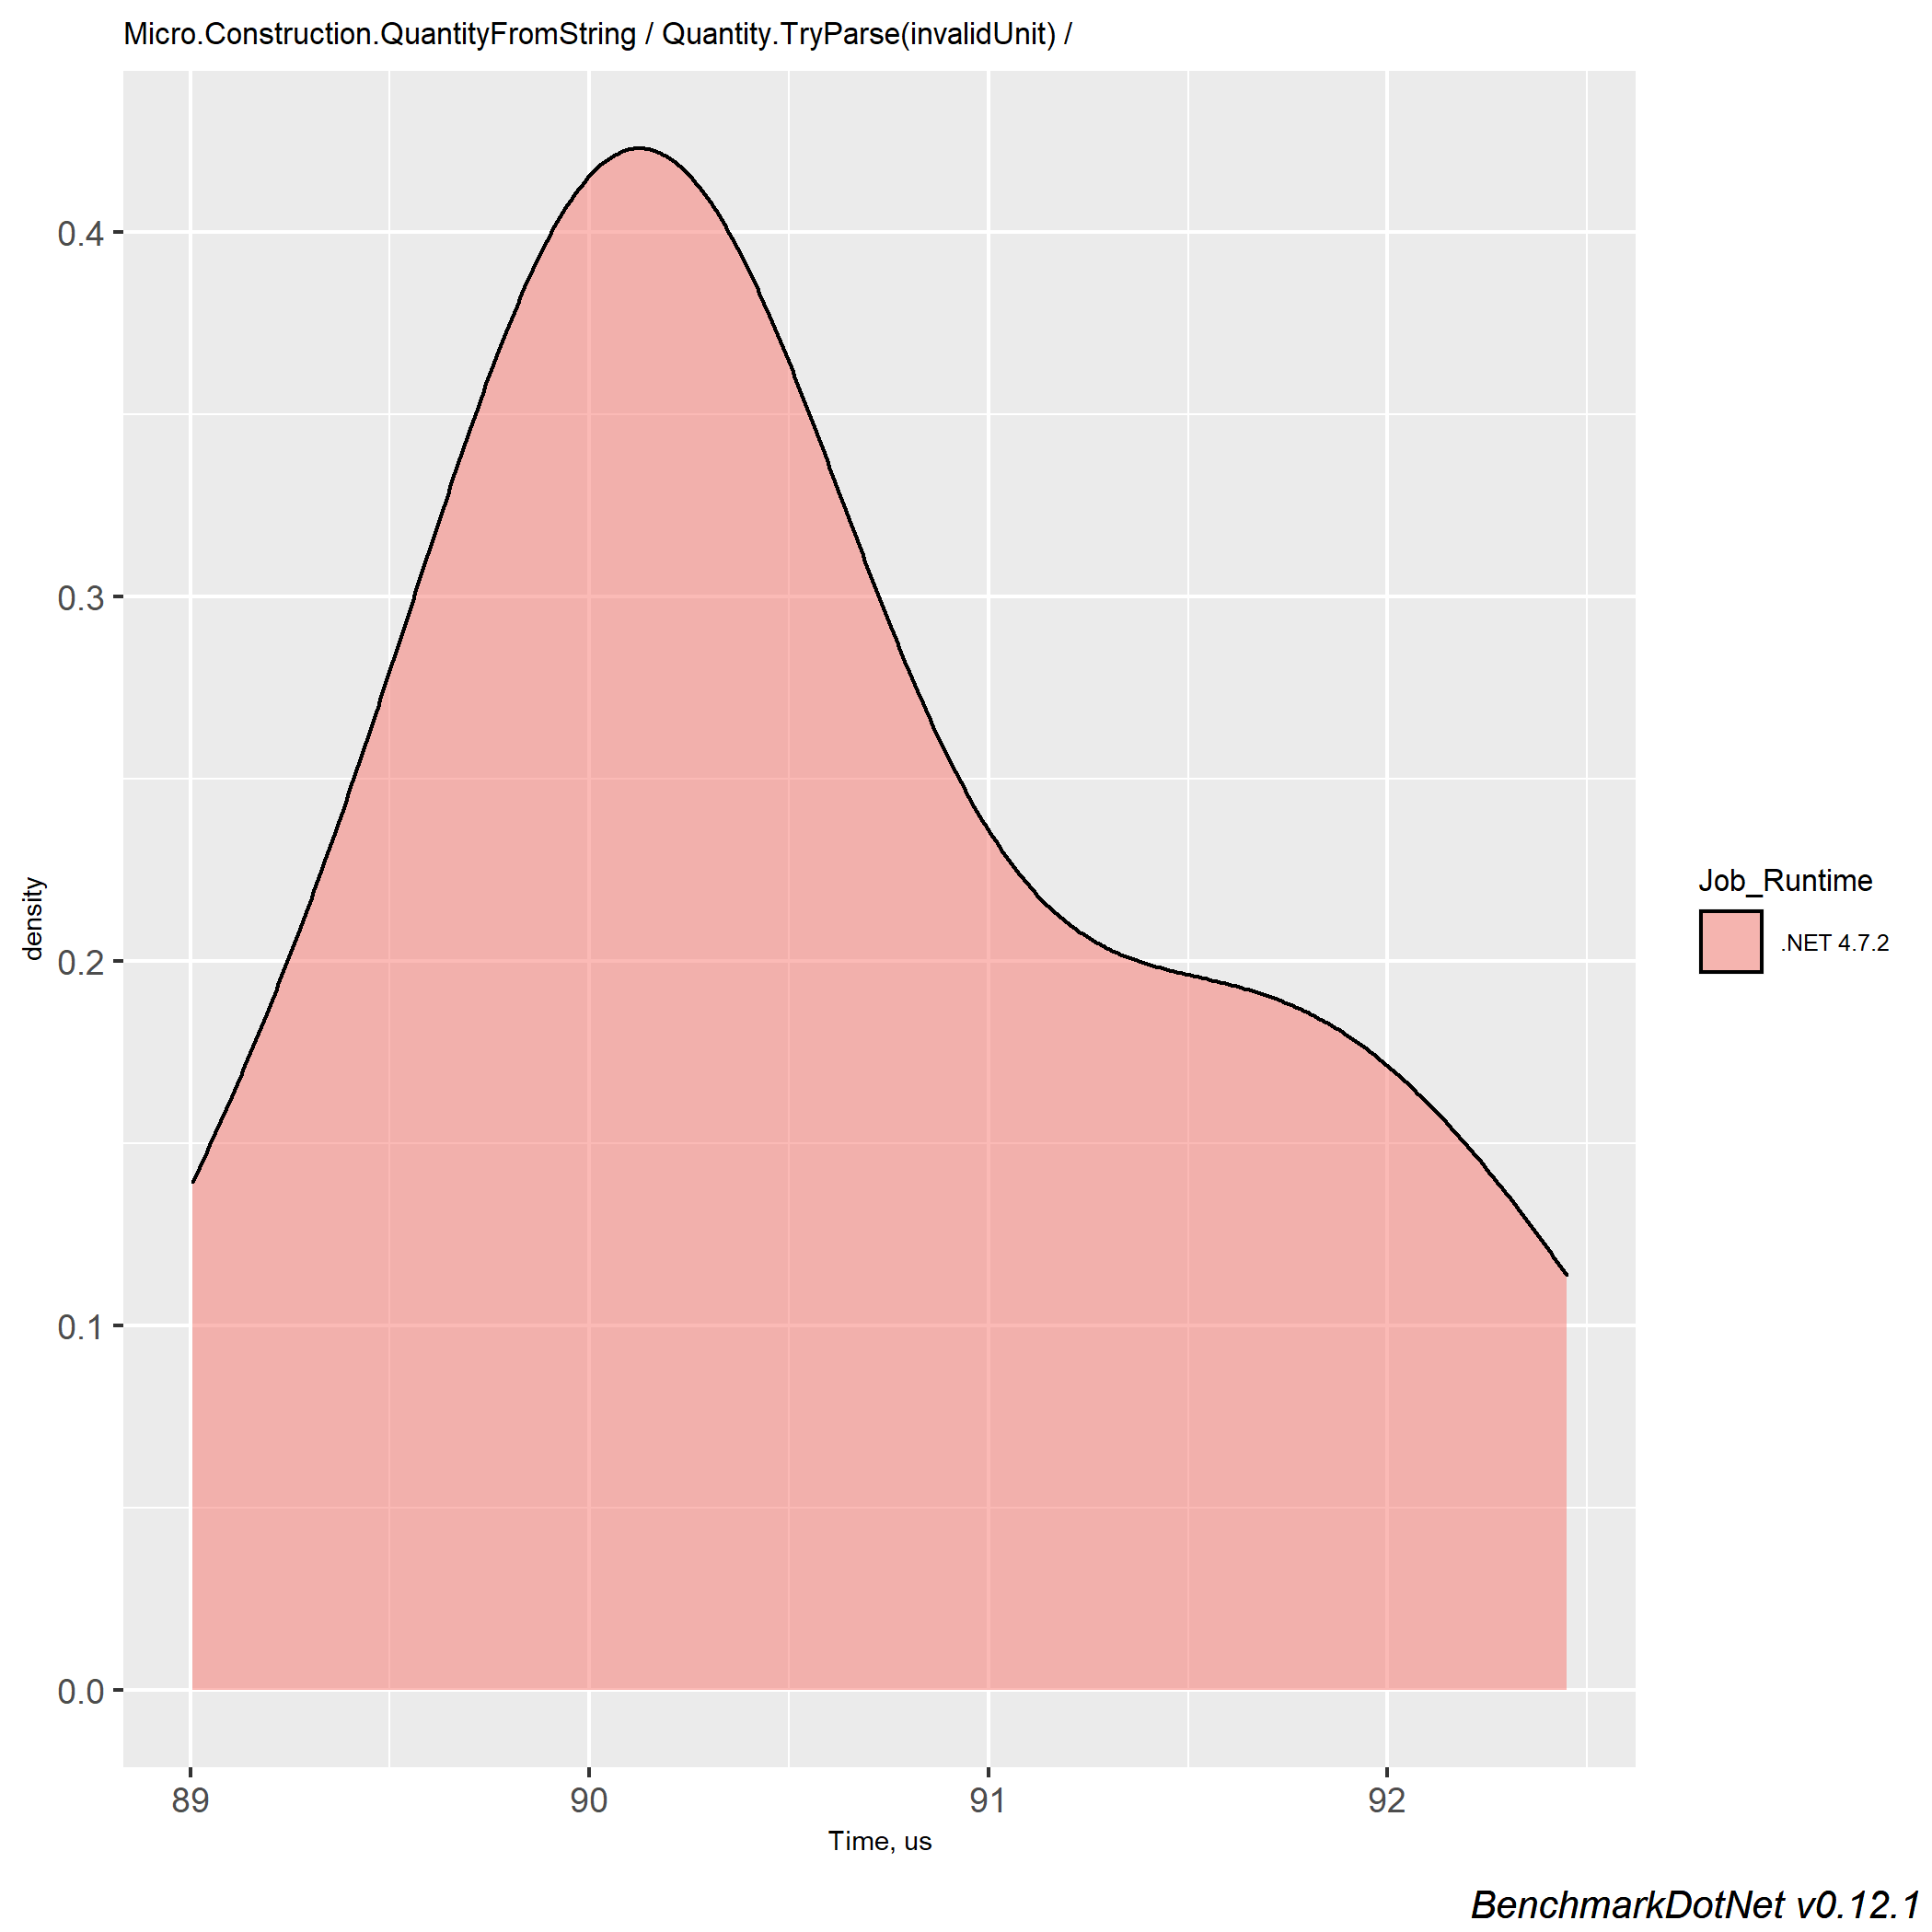 Micro.Construction.QuantityFromString / Quantity.TryParse(invalidUnit) /
0.4
0.3
0.2
0.1
0.0
density
89 90 91 92
Time, us
Job_Runtime
.NET 4.7.2
BenchmarkDotNet v0.12.1